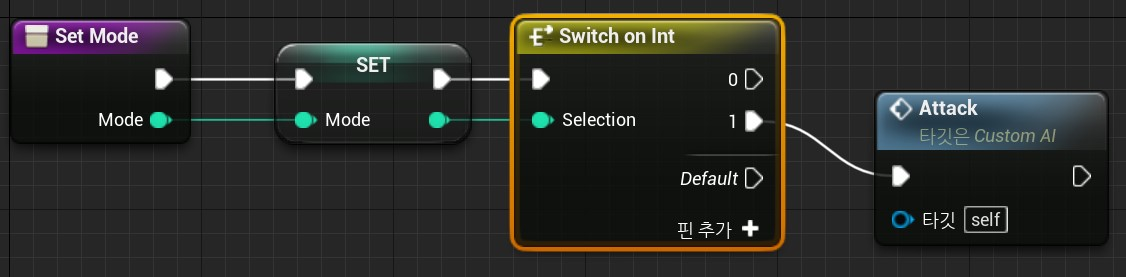 Set Mode
Mode
SET
Mode
Switch on Int
Selection
0
1
Default
핀 추가
Attack
타깃은 Custom AI
타깃 self